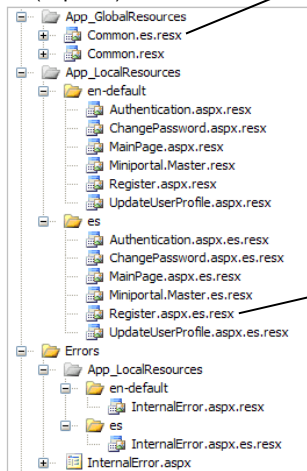 App_GlobalResources
Common.es.resx
Common.resx
App_LocalResources
en-default
Authentication.aspx.resx
ChangePassword.aspx.resx
MainPage.aspx.resx
Miniportal.Master.resx
Register.aspx.resx
UpdateUserProfile.aspx.resx
es
Authentication.aspx.es.resx
ChangePassword.aspx.es.resx
MainPage.aspx.es.resx
Miniportal.Master.es.resx
Register.aspx.es.resx
UpdateUserProfile.aspx.es.resx
Errors
App_LocalResources
en-default
InternalError.aspx.resx
es
InternalError.aspx.es.resx
InternalError.aspx